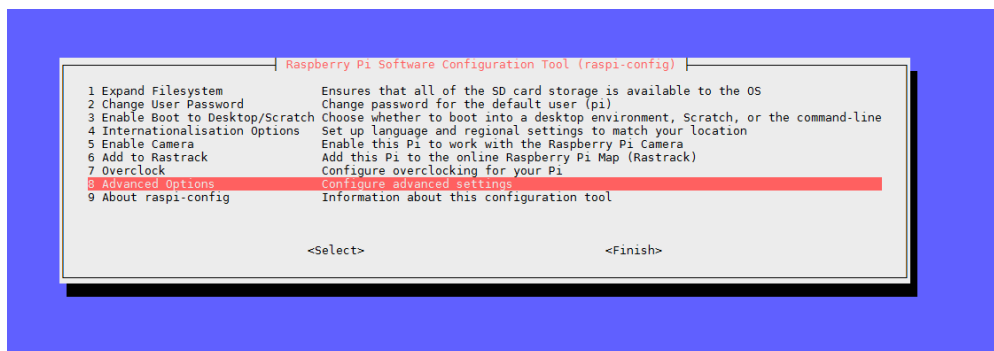 Raspberry Pi Software Configuration Tool (raspi-config)
1 Expand Filesystem Ensures that all of the SD card storage is available to the OS
2 Change User Password Change password for the default user (pi)
3 Enable Boot to Desktop/Scratch Choose whether to boot into a desktop environment, Scratch, or the command-line
4 Internationalisation Options Set up language and regional settings to match your location
5 Enable Camera Enable this Pi to work with the Raspberry Pi Camera
6 Add to Rastrack Add this Pi to the online Raspberry Pi Map (Rastrack)
7 Overclock Configure overclocking for your Pi
8 Advanced Options Configure advanced settings
9 About raspi-config Information about this configuration tool
<Select> <Finish>